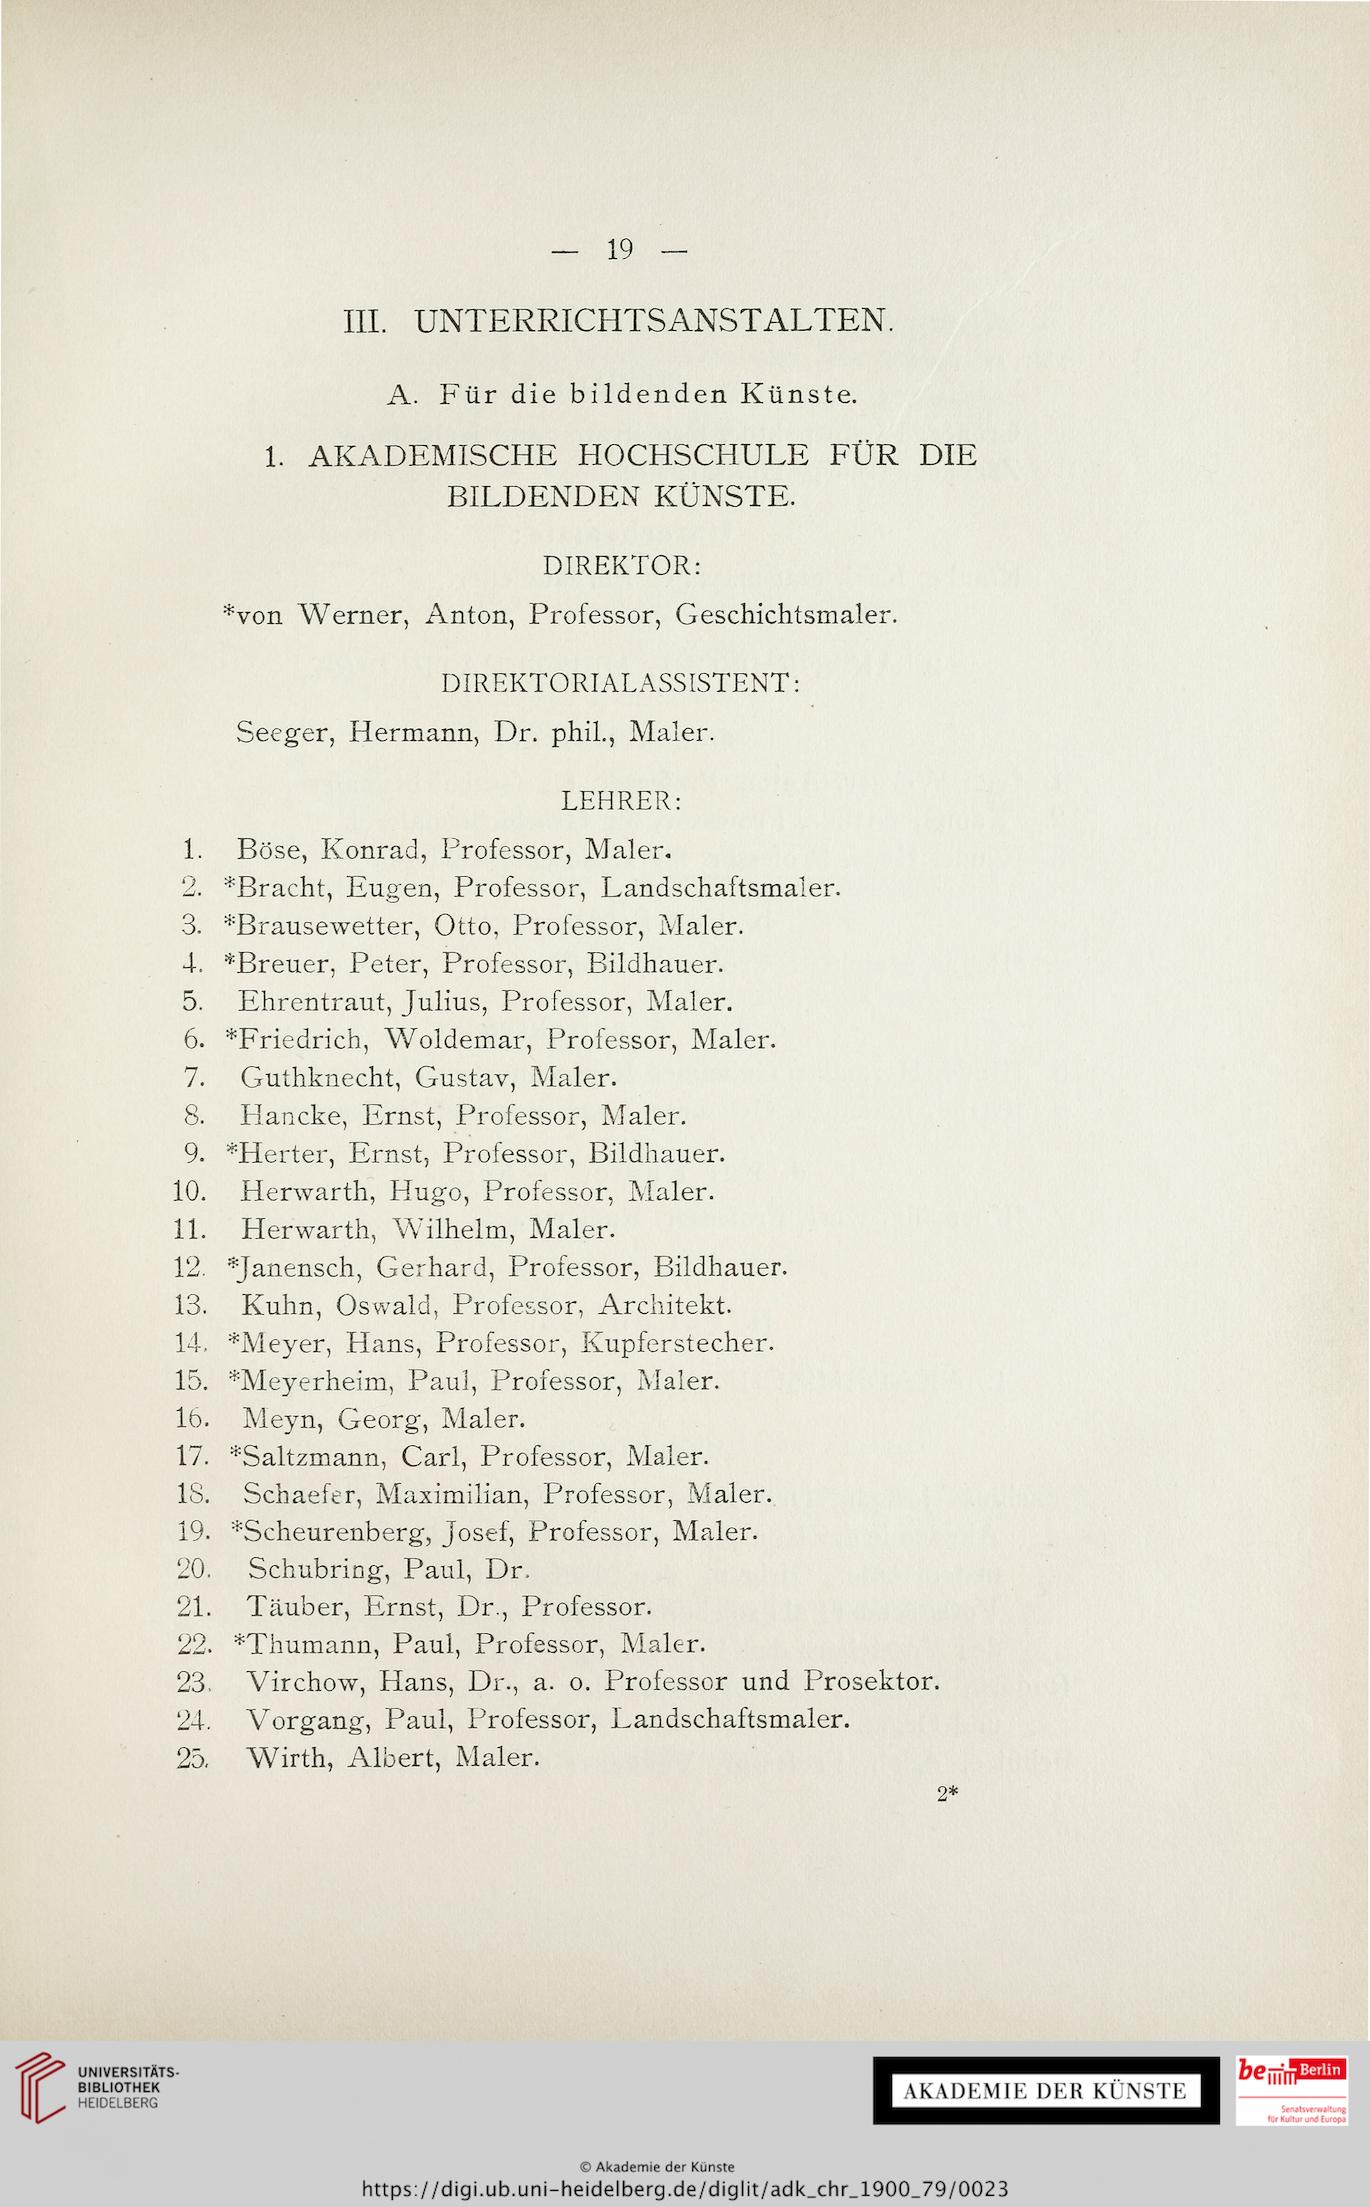 — 19 —
III. UNTERRICHTSANSTALTEN.
A. Für die bildenden Künste.
1. AKADEMISCHE HOCHSCHULE FÜR DIE
BILDENDEN KÜNSTE.
DIREKTOR:
*von Werner, Anton, Professor, Geschichtsmaler.
DIREKTORIALASSISTENT:
Seeger, Hermann, Dr. phil., Maler.
LEHRER:
1. Böse, Konrad, Professor, Maler.
2. *Bracht, Eugen, Professor, Landschaftsmaler.
3. *Brausewetter, Otto, Professor, Maler.
4. *Breuer, Peter, Professor, Bildhauer.
5. Ehrentraut, Julius, Professor, Maler.
6. *Friedrich, Woldemar, Professor, Maler.
7. Guthknecht, Gustav, Maler.
8. Hancke, Ernst, Professor, Maler.
9. *Herter, Ernst, Professor, Bildhauer.
10. Herwarth, Hugo, Professor, Maler.
11. Herwarth, Wilhelm, Maler.
12. *Janensch, Gerhard, Professor, Bildhauer.
13. Kuhn, Oswald, Professor, Architekt.
14. *Meyer, Hans, Professor, Kupferstecher.
15. *Meyerheim, Paul, Professor, Maler.
16. Meyn, Georg, Maler.
17. *Saltzmann, Carl, Professor, Maler.
18. Schaefer, Maximilian, Professor, Maler.
19. *Scheurenberg, Josef, Professor, Maler.
20. Schubring, Paul, Dr.
21. Täuber, Ernst, Dr., Professor.
22. *Thumann, Paul, Professor, Maler.
23. Virchow, Hans, Dr., a. o. Professor und Prosektor.
24. Vorgang, Paul, Professor, Landschaftsmaler.
25. Wirth, Albert, Maler.
2*
UNIVERSITÄTS-
BIBLIOTHEK
HEIDELBERG
AKADEMIE DER KÜNSTE
be Berlin
Senatsverwaltung
für Kultur und Europa
© Akademie der Künste
https://digi.ub.uni-heidelberg.de/diglit/adk_chr_1900_79/0023